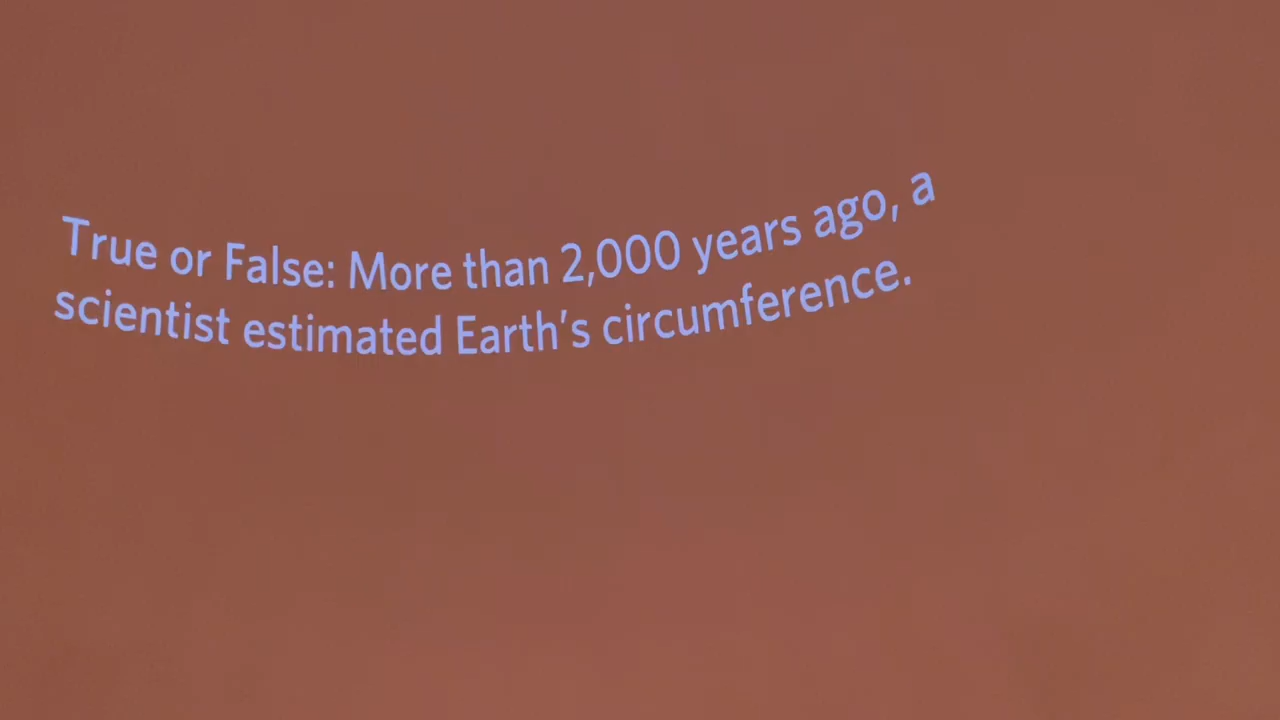 True or False: More than 2,000 years ago, a
scientist estimated Earth’s circumference.